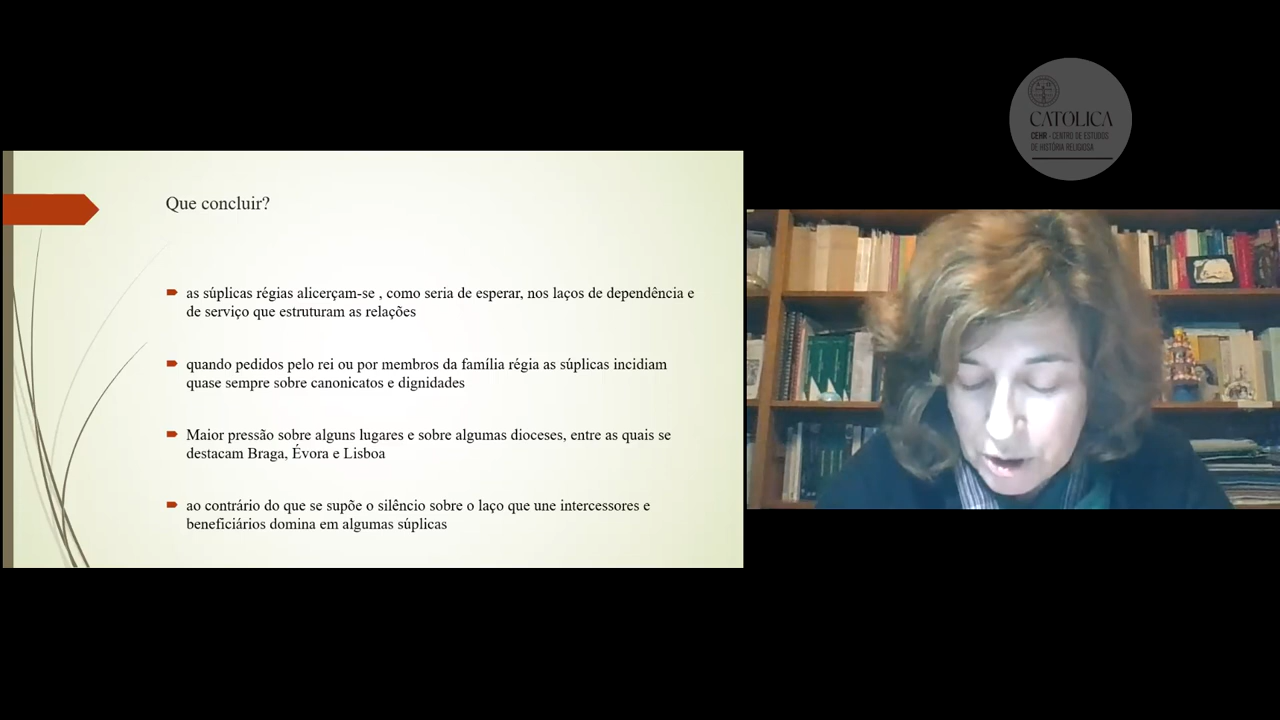 CATOLICA
CEHR - CENTRO DE ESTUDOS
DE HISTÓRIA RELIGIOSA
Que concluir?
as súplicas régias alicerçam-se , como seria de esperar, nos laços de dependência e
de serviço que estruturam as relações
quando pedidos pelo rei ou por membros da família régia as súplicas incidiam
quase sempre sobre canonicatos e dignidades
Maior pressão sobre alguns lugares e sobre algumas dioceses, entre as quais se
destacam Braga, Évora e Lisboa
ao contrário do que se supõe o silêncio sobre o laço que une intercessores e
beneficiários domina em algumas súplicas